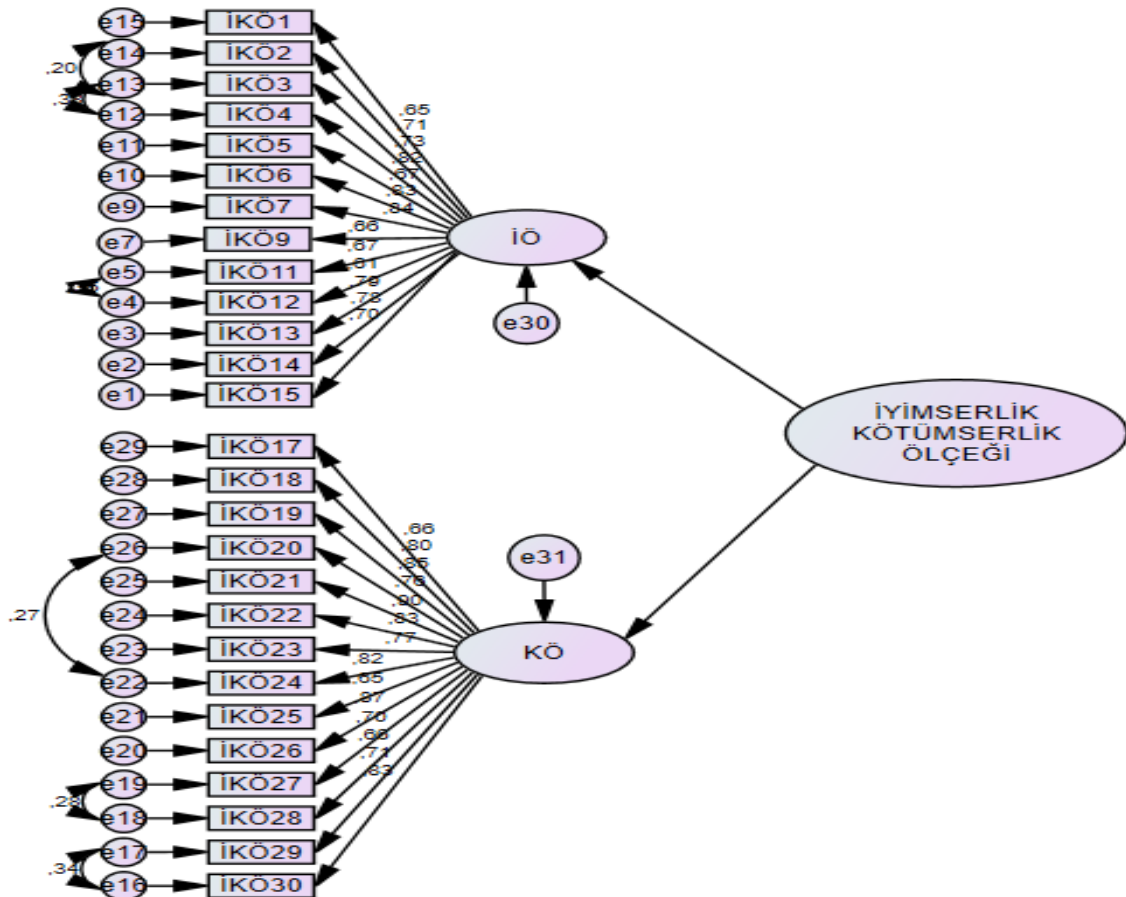 e15 İKÖ1
e14 İKÖ2
,20
e13 İKÖ3
e12 İKÖ4
e11 İKÖ5
e10 İKÖ6
e9 İKÖ7
e7 İKÖ9
e5 İKÖ11
e4 İKÖ12
e3 İKÖ13
e2 İKÖ14
e1 İKÖ15
,65
,71
,73
,82
,67
,83
,84
,66
,67
,81
,79
,78
,70
İÖ
e30
İYİMSERLİK
KÖTÜMSERLİK
ÖLÇEĞİ
e29 İKÖ17
e28 İKÖ18
e27 İKÖ19
e26 İKÖ20
e25 İKÖ21
,27
e24 İKÖ22
e23 İKÖ23
e22 İKÖ24
e21 İKÖ25
e20 İKÖ26
e19 İKÖ27
,28
e18 İKÖ28
e17 İKÖ29
,34
e16 İKÖ30
,66
,80
,85
,76
,90
,83
,77
,82
,65
,87
,70
,71
,83
e31
KÖ